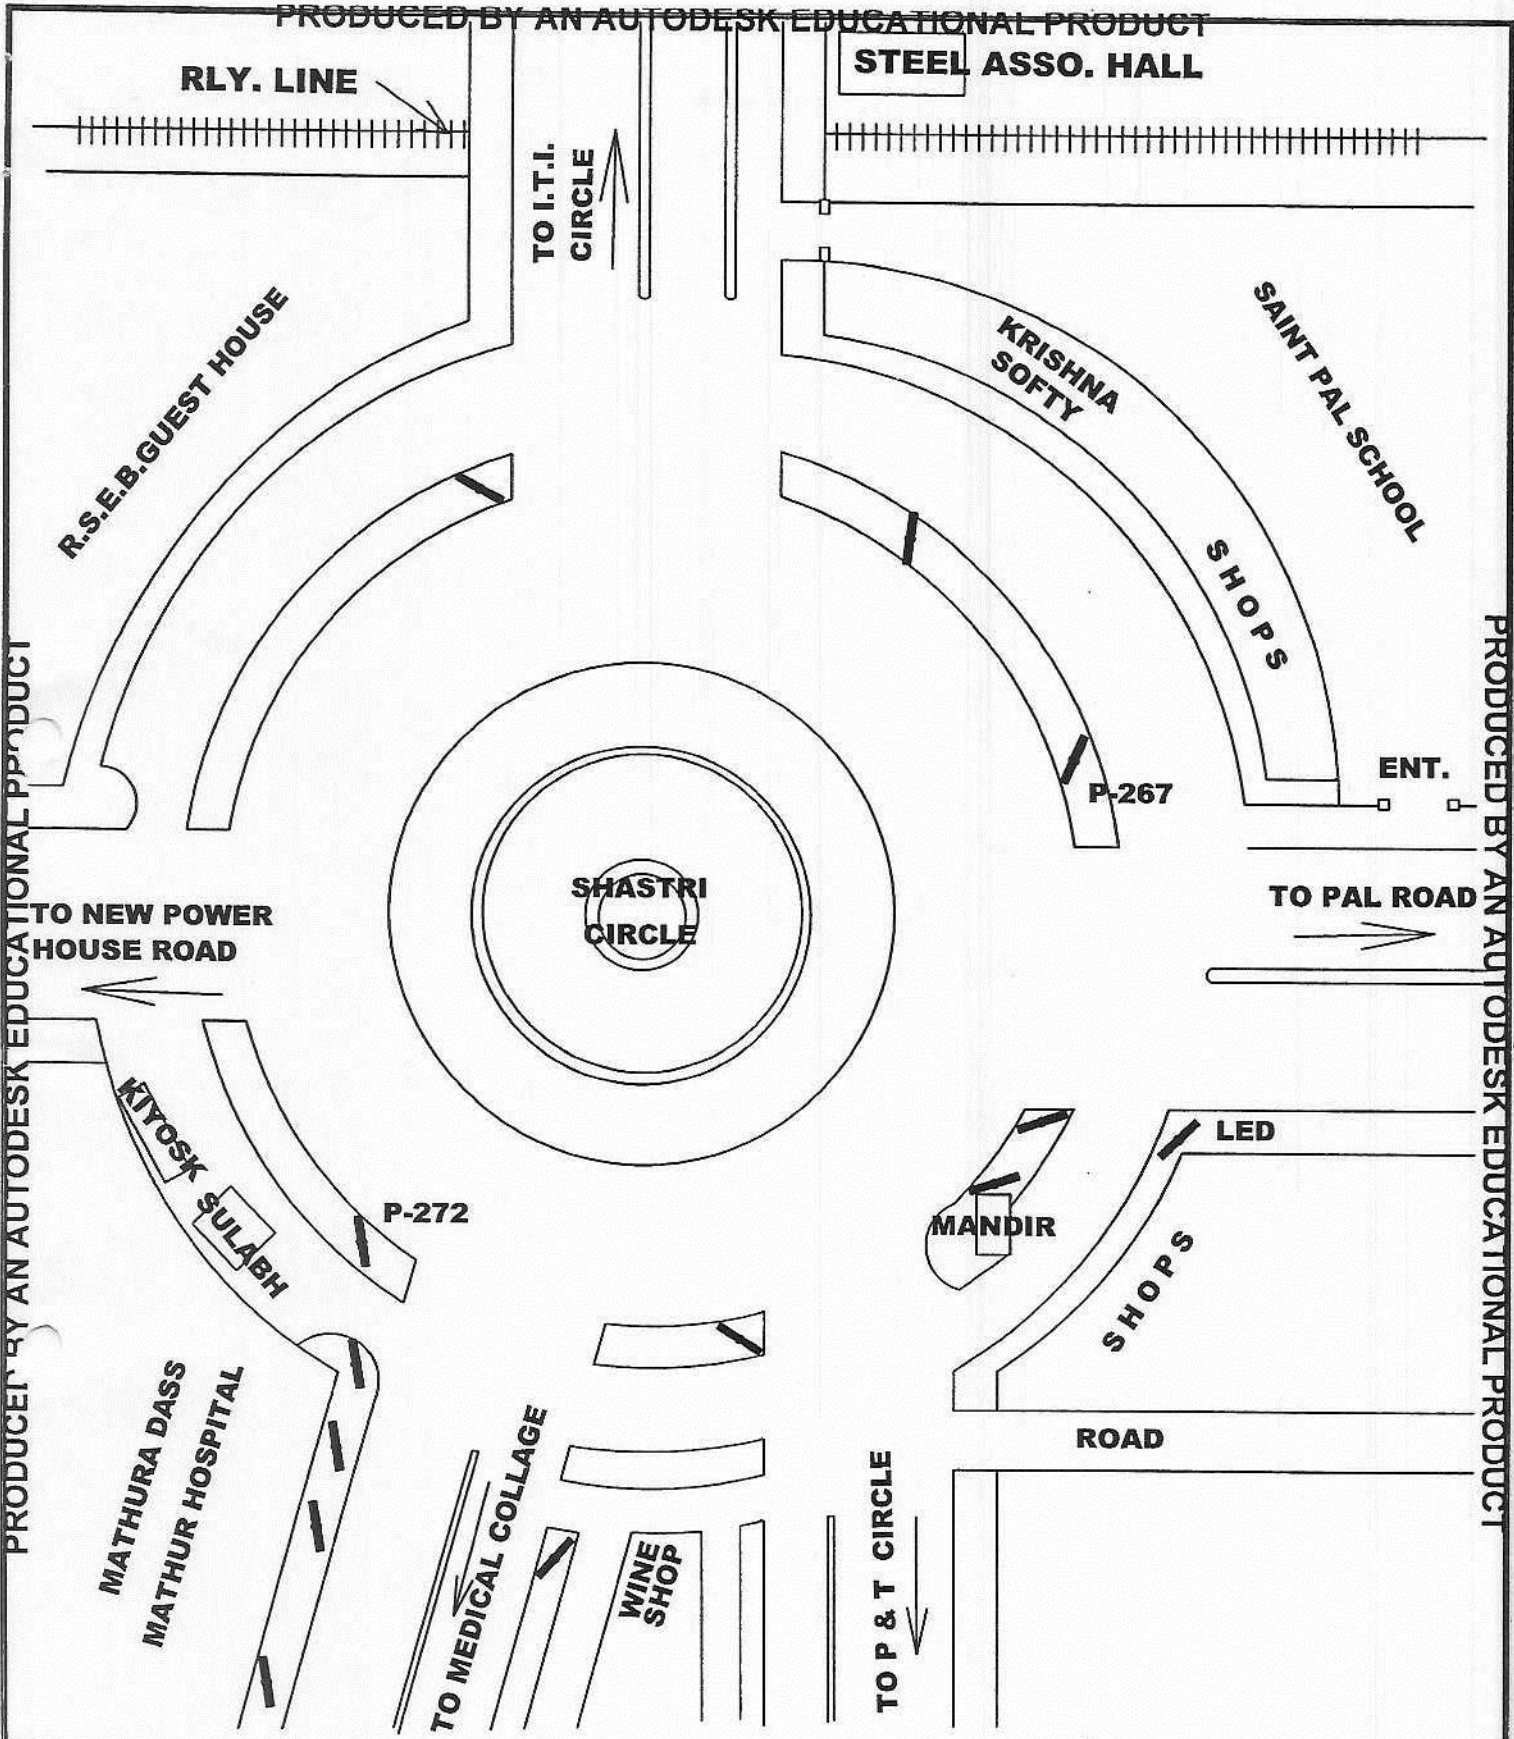 PRODUCED BY AN AUTODESK EDUCATIONAL PRODUCT
STEEL ASSO. HALL
RLY. LINE
TO I.T.I.
CIRCLE
R.S.E.B.GUEST HOUSE
KRISHNA
SOFTY
SAINT PAL SCHOOL
SHOPS
ENT.
P-267
SHASTRI
CIRCLE
TO PAL ROAD
TO NEW POWER
HOUSE ROAD
KIYOSK
SULABH
P-272
LED
MANDIR
SHOPS
ROAD
MATHURA DASS
MATHUR HOSPITAL
TO MEDICAL COLLAGE
WINE
SHOP
TO P & T CIRCLE
PRODUCED BY AN AUTODESK EDUCATIONAL PRODUCT
PRODUCED BY AN AUTODESK EDUCATIONAL PRODUCT